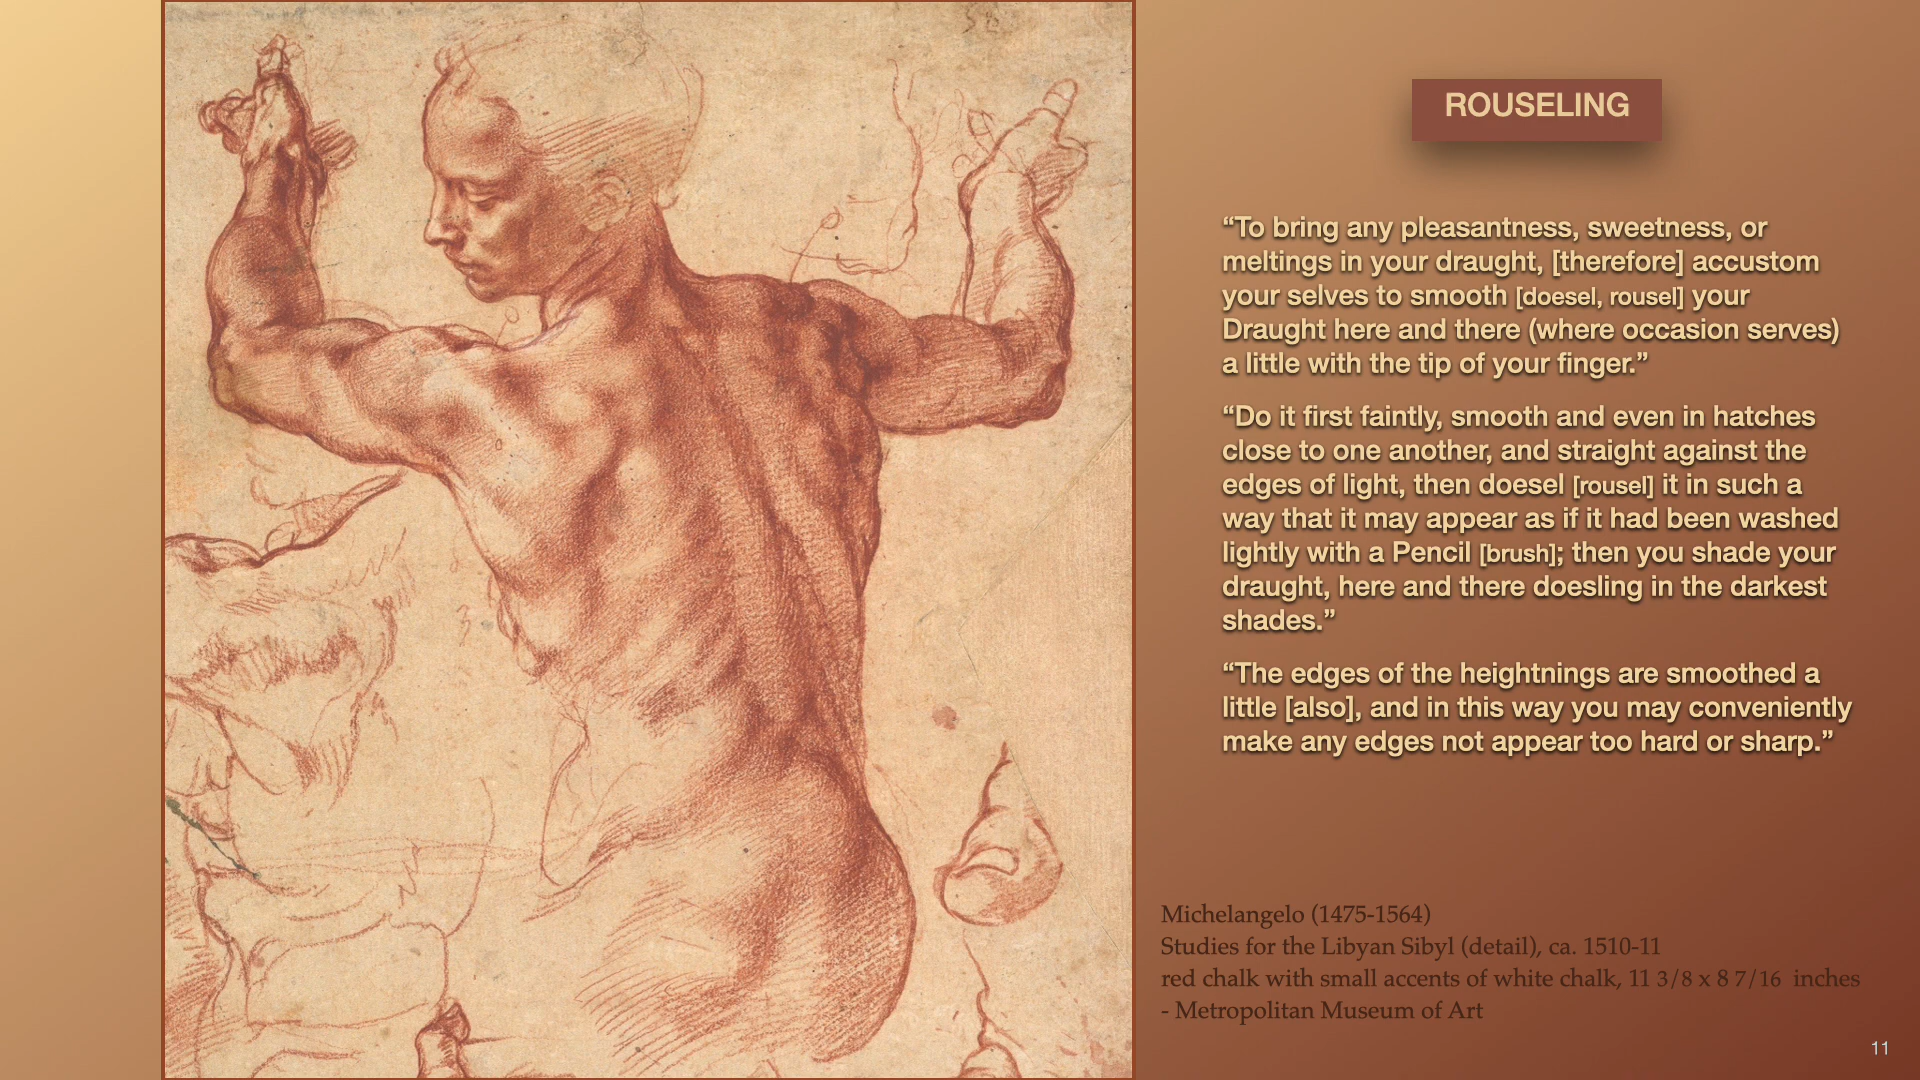 ROUSELING
“To bring any pleasantness, sweetness, or
meltings in your draught, [therefore] accustom
your selves to smooth [doesel, rousel] your
Draught here and there (where occasion serves)
a little with the tip of your finger.”
“Do it first faintly, smooth and even in hatches
close to one another, and straight against the
edges of light, then doesel [rousel] it in such a
way that it may appear as if it had been washed
lightly with a Pencil [brush]; then you shade your
draught, here and there doesling in the darkest
shades.”
“The edges of the heightnings are smoothed a
little [also], and in this way you may conveniently
make any edges not appear too hard or sharp.”
Michelangelo (1475-1564)
Studies for the Libyan Sibyl (detail), ca. 1510-11
red chalk with small accents of white chalk, 11 3/8 x 8 7/16 inches
- Metropolitan Museum of Art
11